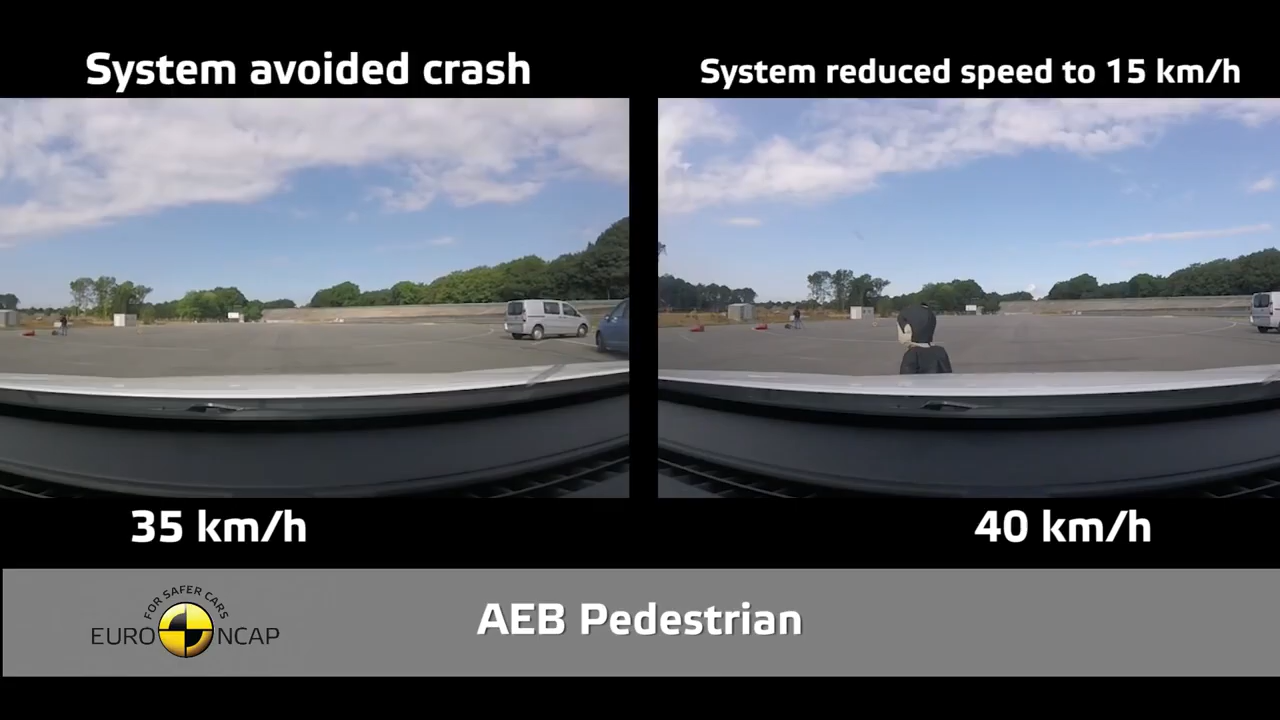 System avoided crash
System reduced speed to 15 km/h
35 km/h
40 km/h
FOR SAFER CARS
EURO NCAP
AEB Pedestrian